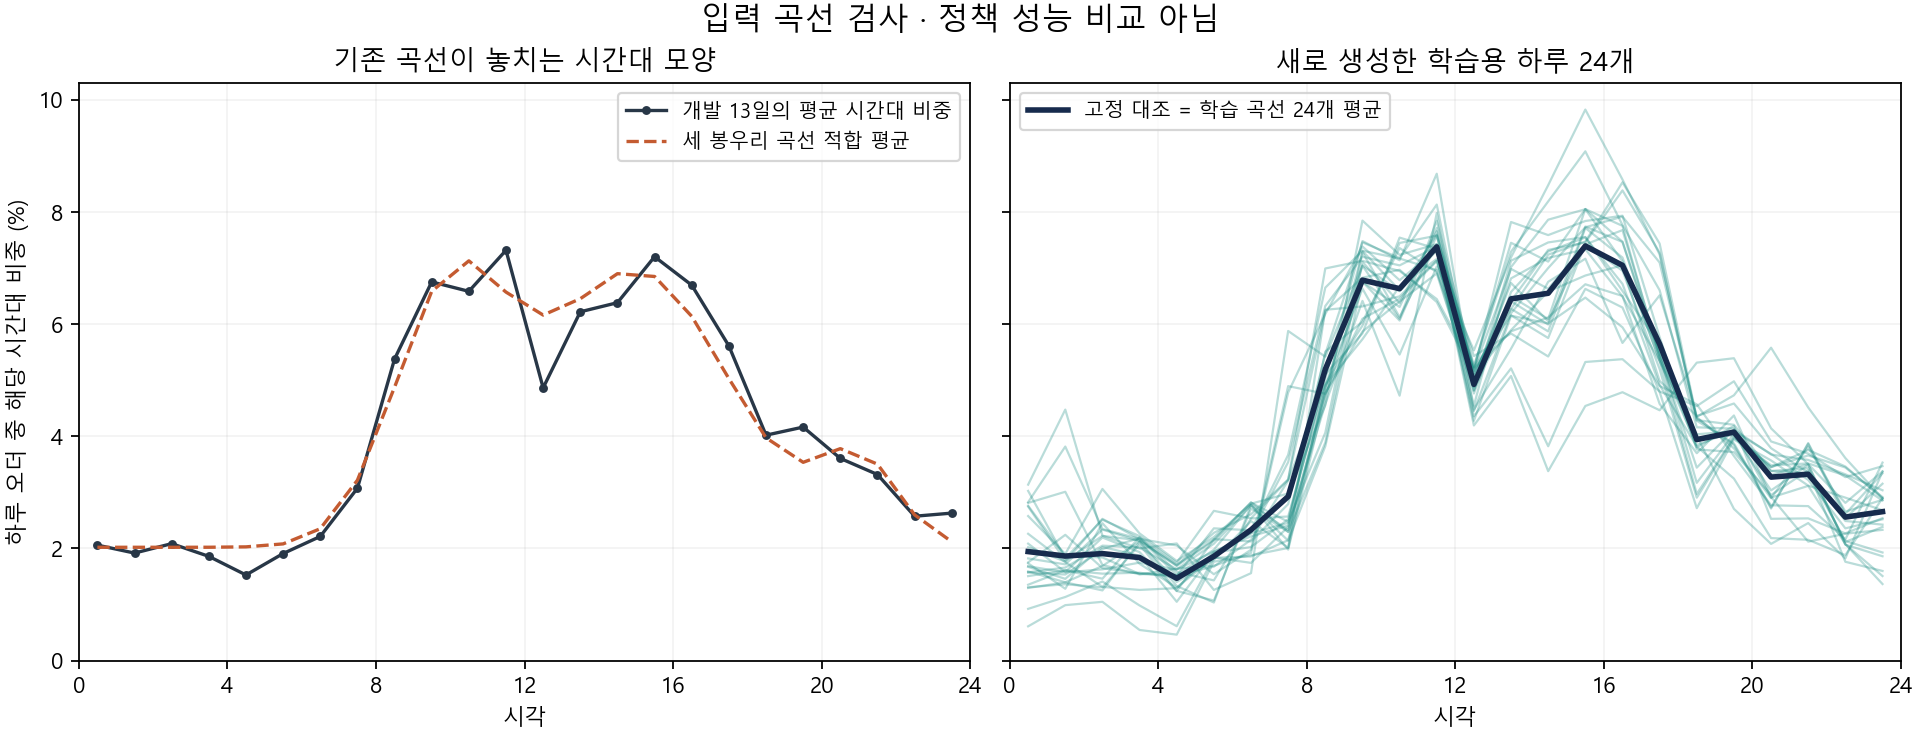 입력 곡선 검사 · 정책 성능 비교 아님
기존 곡선이 놓치는 시간대 모양
개발 13일의 평균 시간대 비중
세 봉우리 곡선 적합 평균
하루 오더 중 해당 시간대 비중 (%)
10
8
6
4
2
0
0 4 8 12 16 20 24
시각
새로 생성한 학습용 하루 24개
고정 대조 = 학습 곡선 24개 평균
0 4 8 12 16 20 24
시각